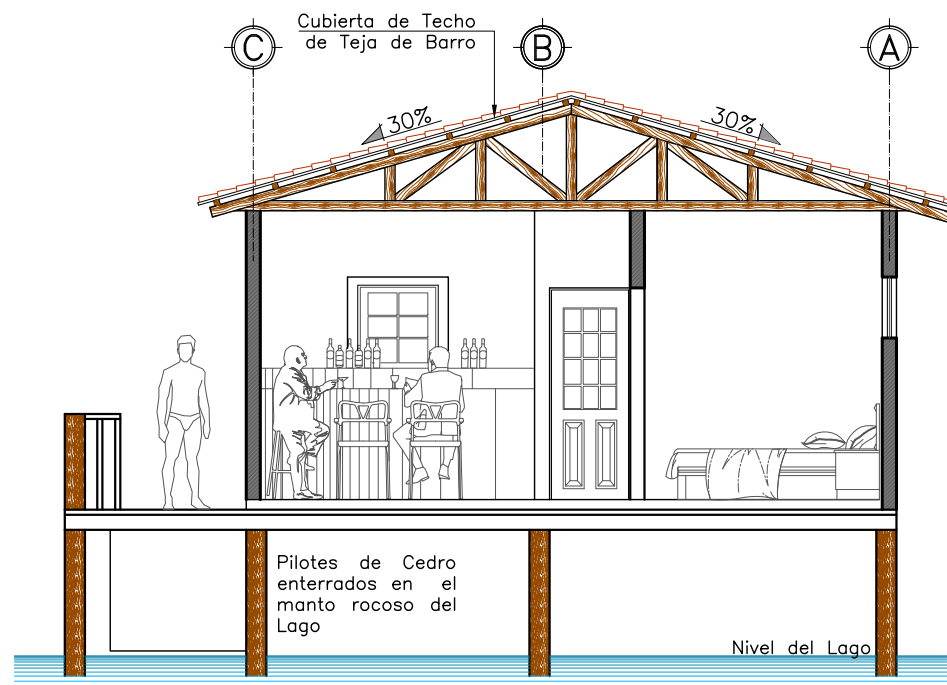 Cubierta de Techo
de Teja de Barro
C
B
A
30%
30%
Pilotes de Cedro
enterrados en el
manto rocoso del
Lago
Nivel del Lago